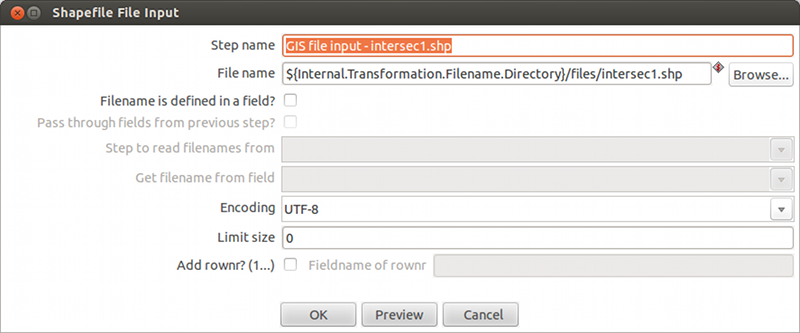 Shapefile File Input
Step name GIS file input - intersec1.shp
File name ${Internal.Transformation.Filename.Directory}/files/intersec1.shp Browse...
Filename is defined in a field?
Pass through fields from previous step?
Step to read filenames from
Get filename from field
Encoding UTF-8
Limit size 0
Add rownr? (1...) Fieldname of rownr
OK Preview Cancel